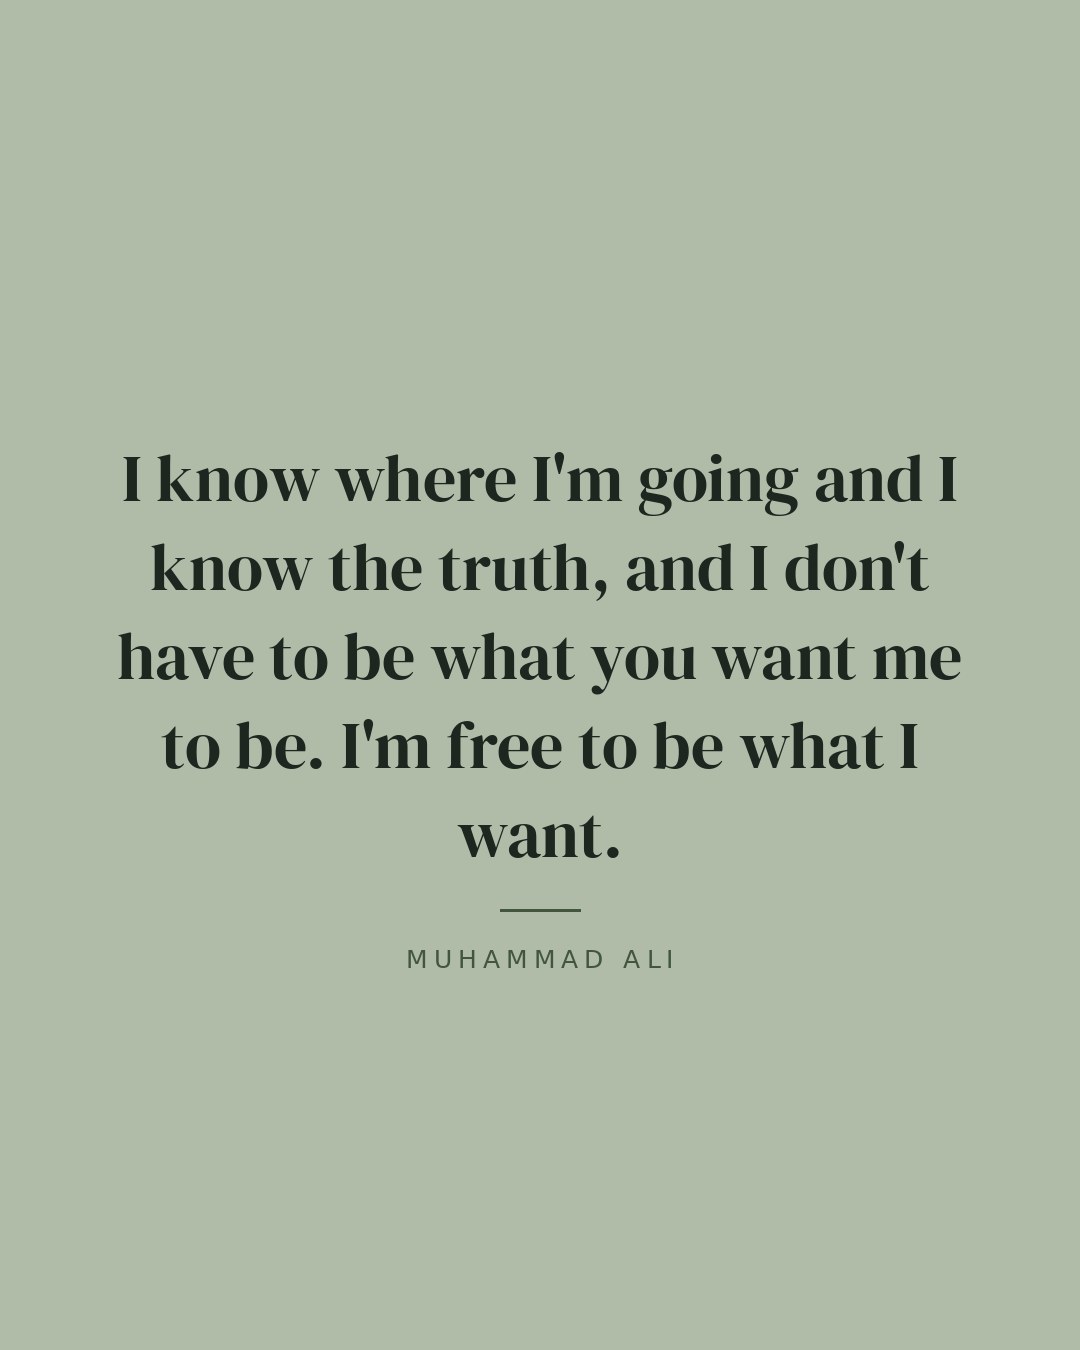 I know where I'm going and I
know the truth, and I don't
have to be what you want me
to be. I'm free to be what I
want.
MUHAMMAD ALI